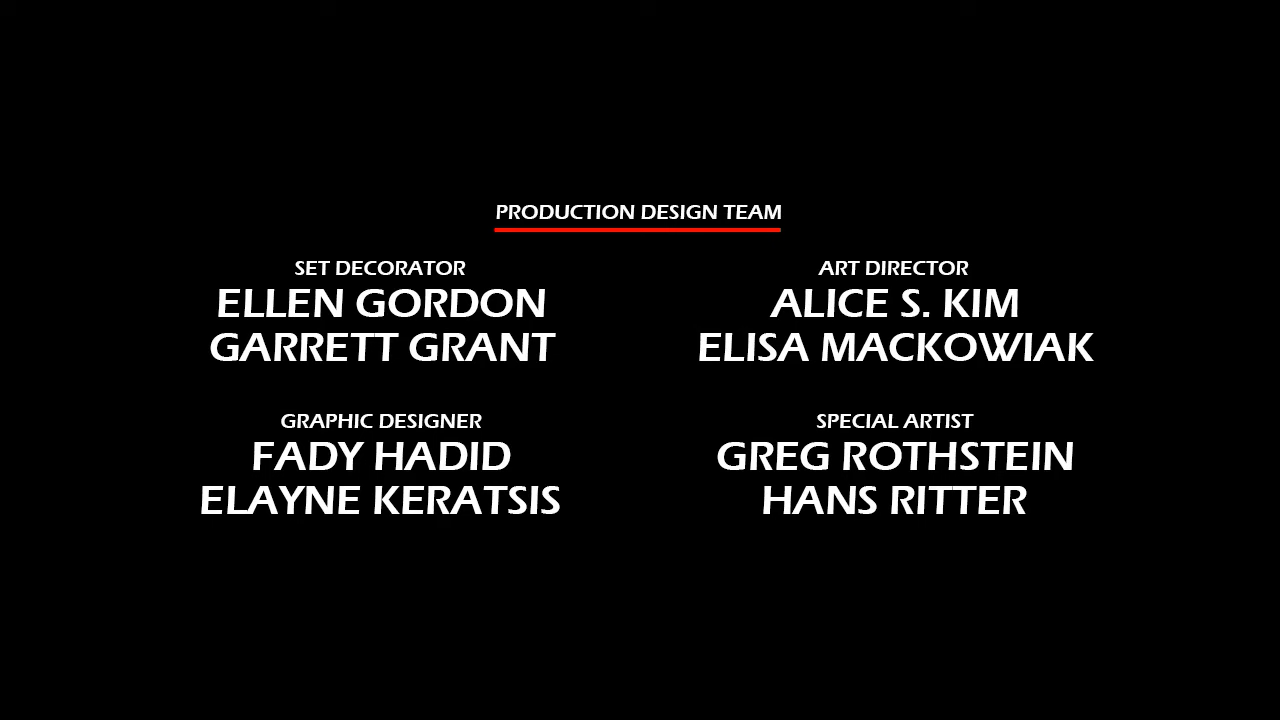 PRODUCTION DESIGN TEAM
SET DECORATOR
ELLEN GORDON
GARRETT GRANT
ART DIRECTOR
ALICE S. KIM
ELISA MACKOWIAK
GRAPHIC DESIGNER
FADY HADID
ELAYNE KERATSIS
SPECIAL ARTIST
GREG ROTHSTEIN
HANS RITTER